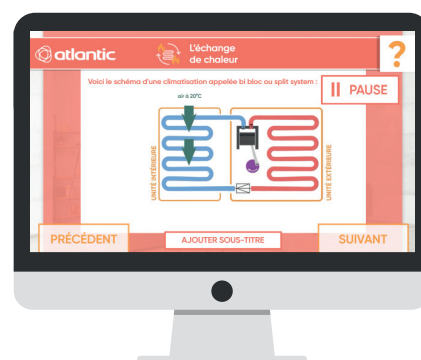 atlantic
L'échange
de chaleur
?
Voici le schéma d'une climatisation appelée bi bloc ou split system :
PAUSE
air à 20°C
UNITÉ INTÉRIEURE
UNITÉ EXTÉRIEURE
PRÉCÉDENT
AJOUTER SOUS-TITRE
SUIVANT